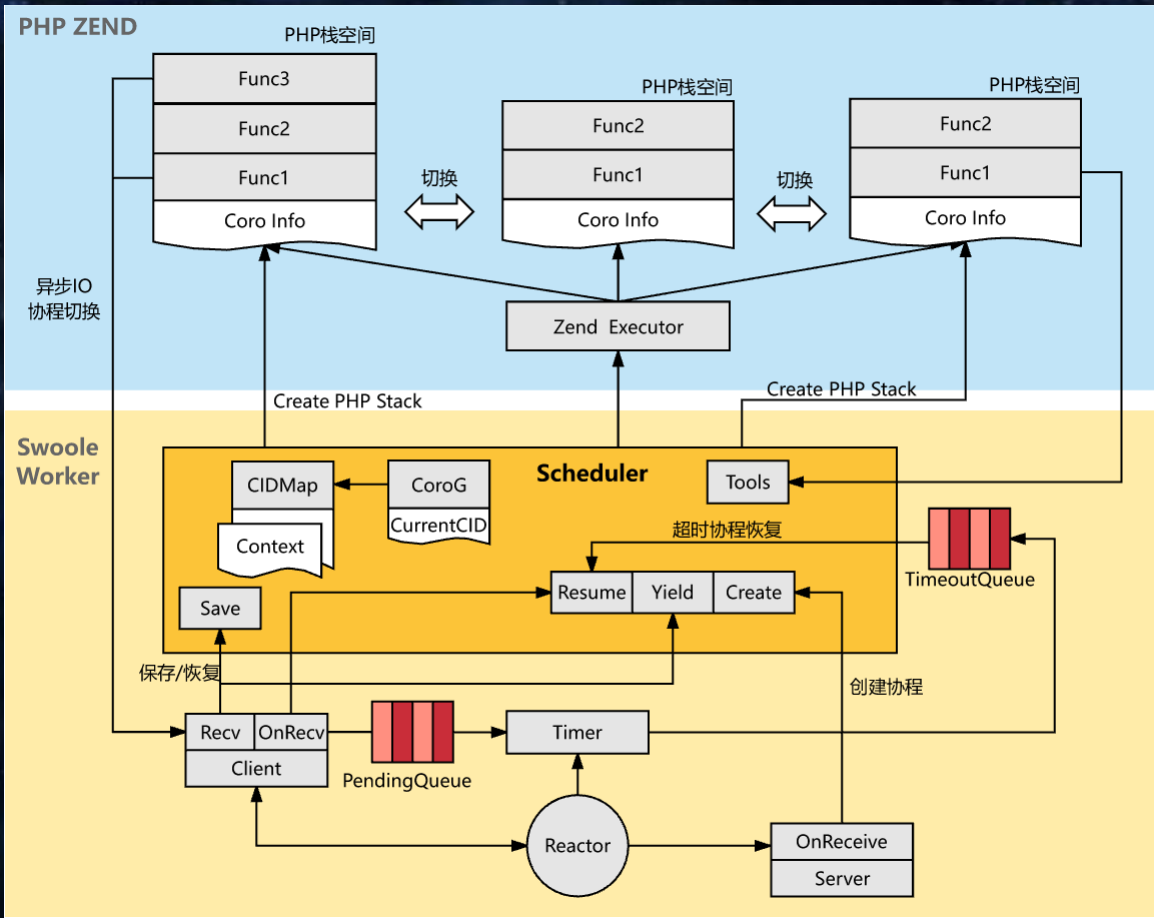 PHP ZEND
PHP栈空间
Func3
Func2
Func1
Coro Info
PHP栈空间
Func2
Func1
Coro Info
PHP栈空间
Func2
Func1
Coro Info
切换
切换
异步IO
协程切换
Zend Executor
Create PHP Stack
Create PHP Stack
Swoole
Worker
Scheduler
CIDMap
Context
CoroG
CurrentCID
Tools
超时协程恢复
TimeoutQueue
Resume
Yield
Create
Save
保存/恢复
创建协程
Recv
OnRecv
Client
PendingQueue
Timer
Reactor
OnReceive
Server